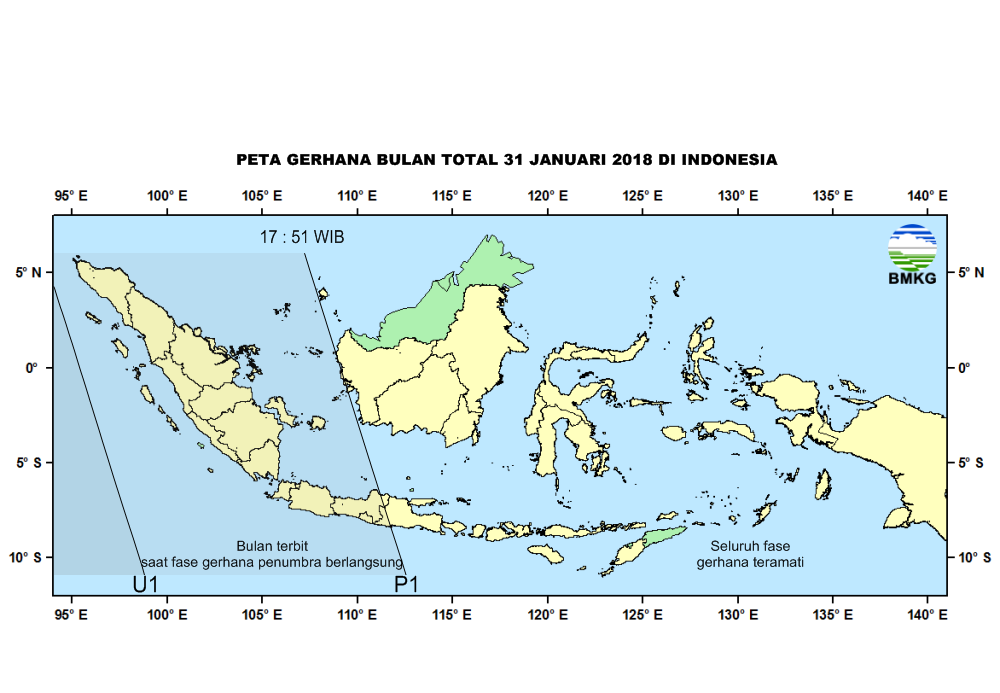 PETA GERHANA BULAN TOTAL 31 JANUARI 2018 DI INDONESIA
95° E 100° E 105° E 110° E 115° E 120° E 125° E 130° E 135° E 140° E
17 : 51 WIB
BMKG
5° N 5° N
0° 0°
5° S 5° S
Bulan terbit
saat fase gerhana penumbra berlangsung
Seluruh fase
gerhana teramati
10° S 10° S
U1 P1
95° E 100° E 105° E 110° E 115° E 120° E 125° E 130° E 135° E 140° E